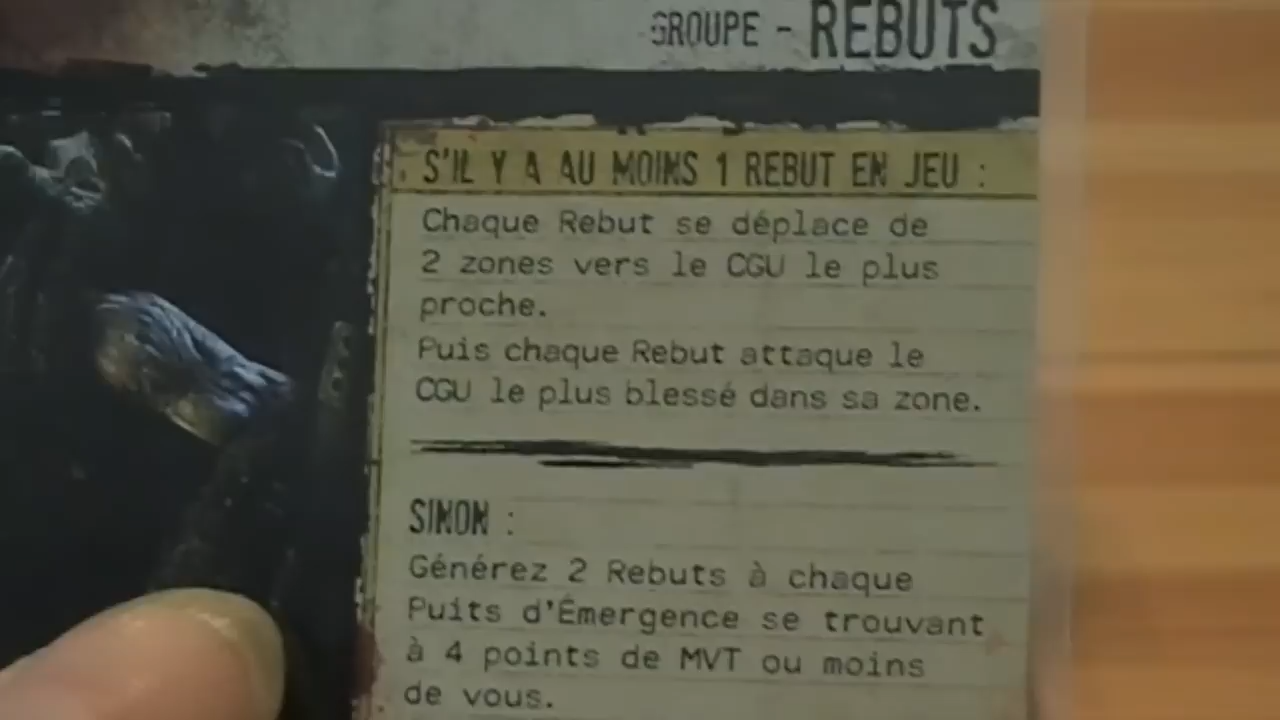 GROUPE - REBUTS
S'IL Y A AU MOINS 1 REBUT EN JEU :
Chaque Rebut se déplace de
2 zones vers le CGU le plus
proche.
Puis chaque Rebut attaque le
CGU le plus blessé dans sa zone.
SINON :
Générez 2 Rebuts à chaque
Puits d'Émergence se trouvant
à 4 points de MVT ou moins
de vous.